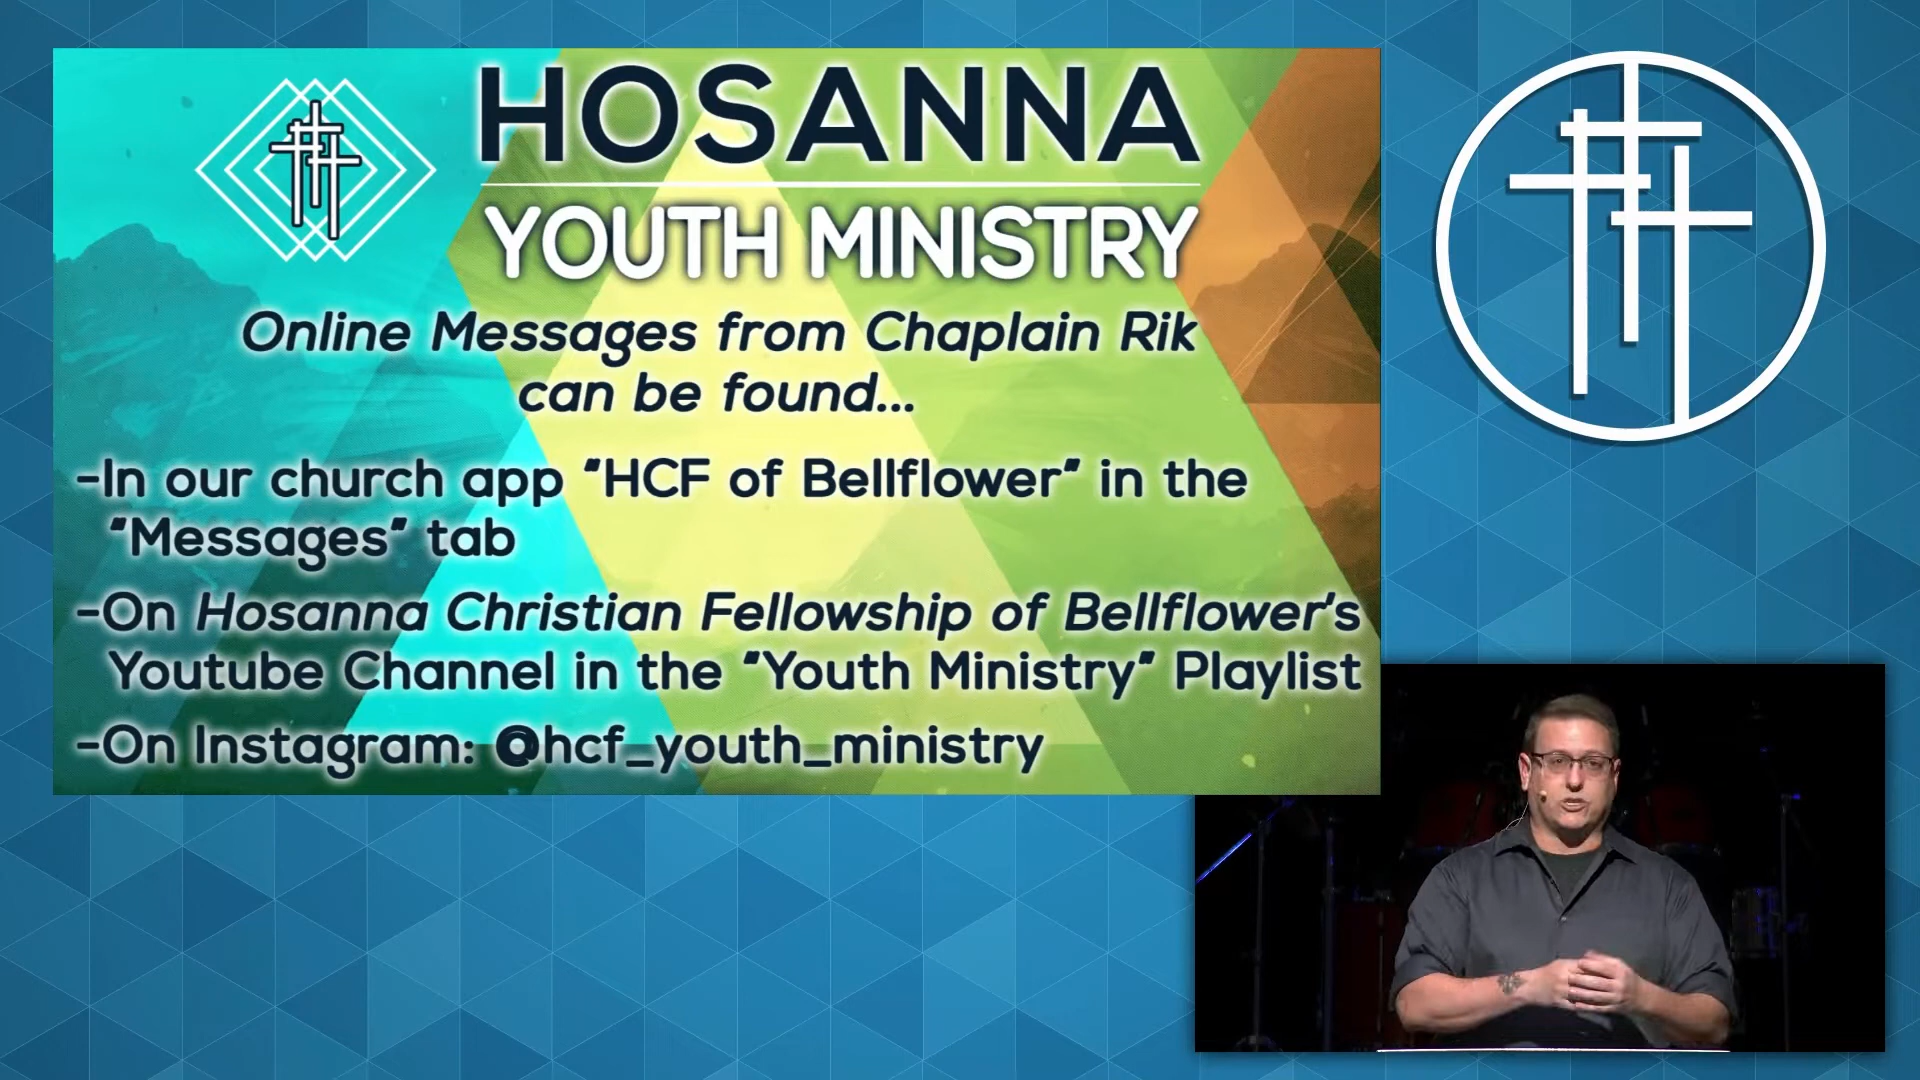 HOSANNA
YOUTH MINISTRY
Online Messages from Chaplain Rik
can be found...
-In our church app "HCF of Bellflower" in the
"Messages" tab
-On Hosanna Christian Fellowship of Bellflower's
Youtube Channel in the "Youth Ministry" Playlist
-On Instagram: @hcf_youth_ministry